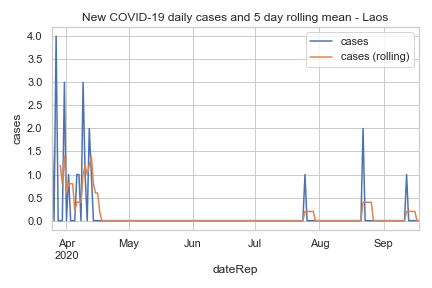 New COVID-19 daily cases and 5 day rolling mean - Laos
cases
cases (rolling)
4.0
3.5
3.0
2.5
2.0
1.5
1.0
0.5
0.0
cases
Apr
2020
May
Jun
Jul
Aug
Sep
dateRep